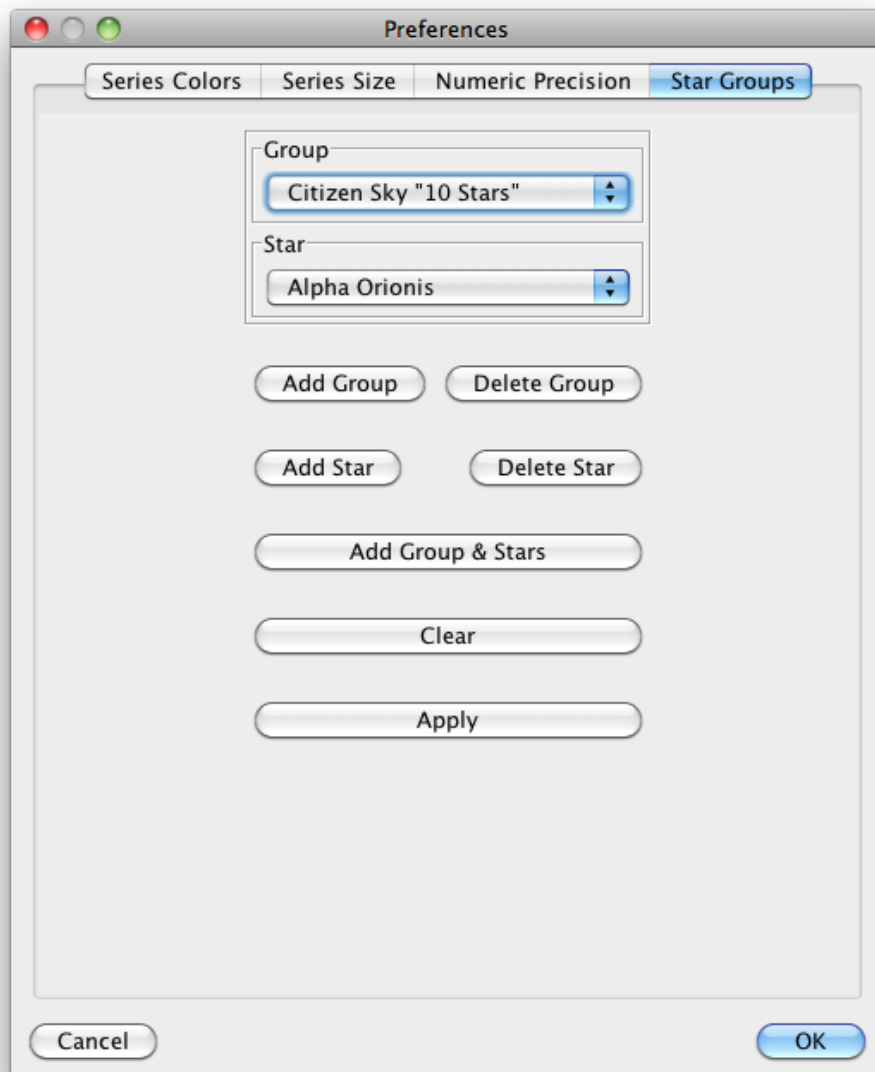 Preferences
Series Colors Series Size Numeric Precision Star Groups
Group
Citizen Sky "10 Stars"
Star
Alpha Orionis
Add Group Delete Group
Add Star Delete Star
Add Group & Stars
Clear
Apply
Cancel OK